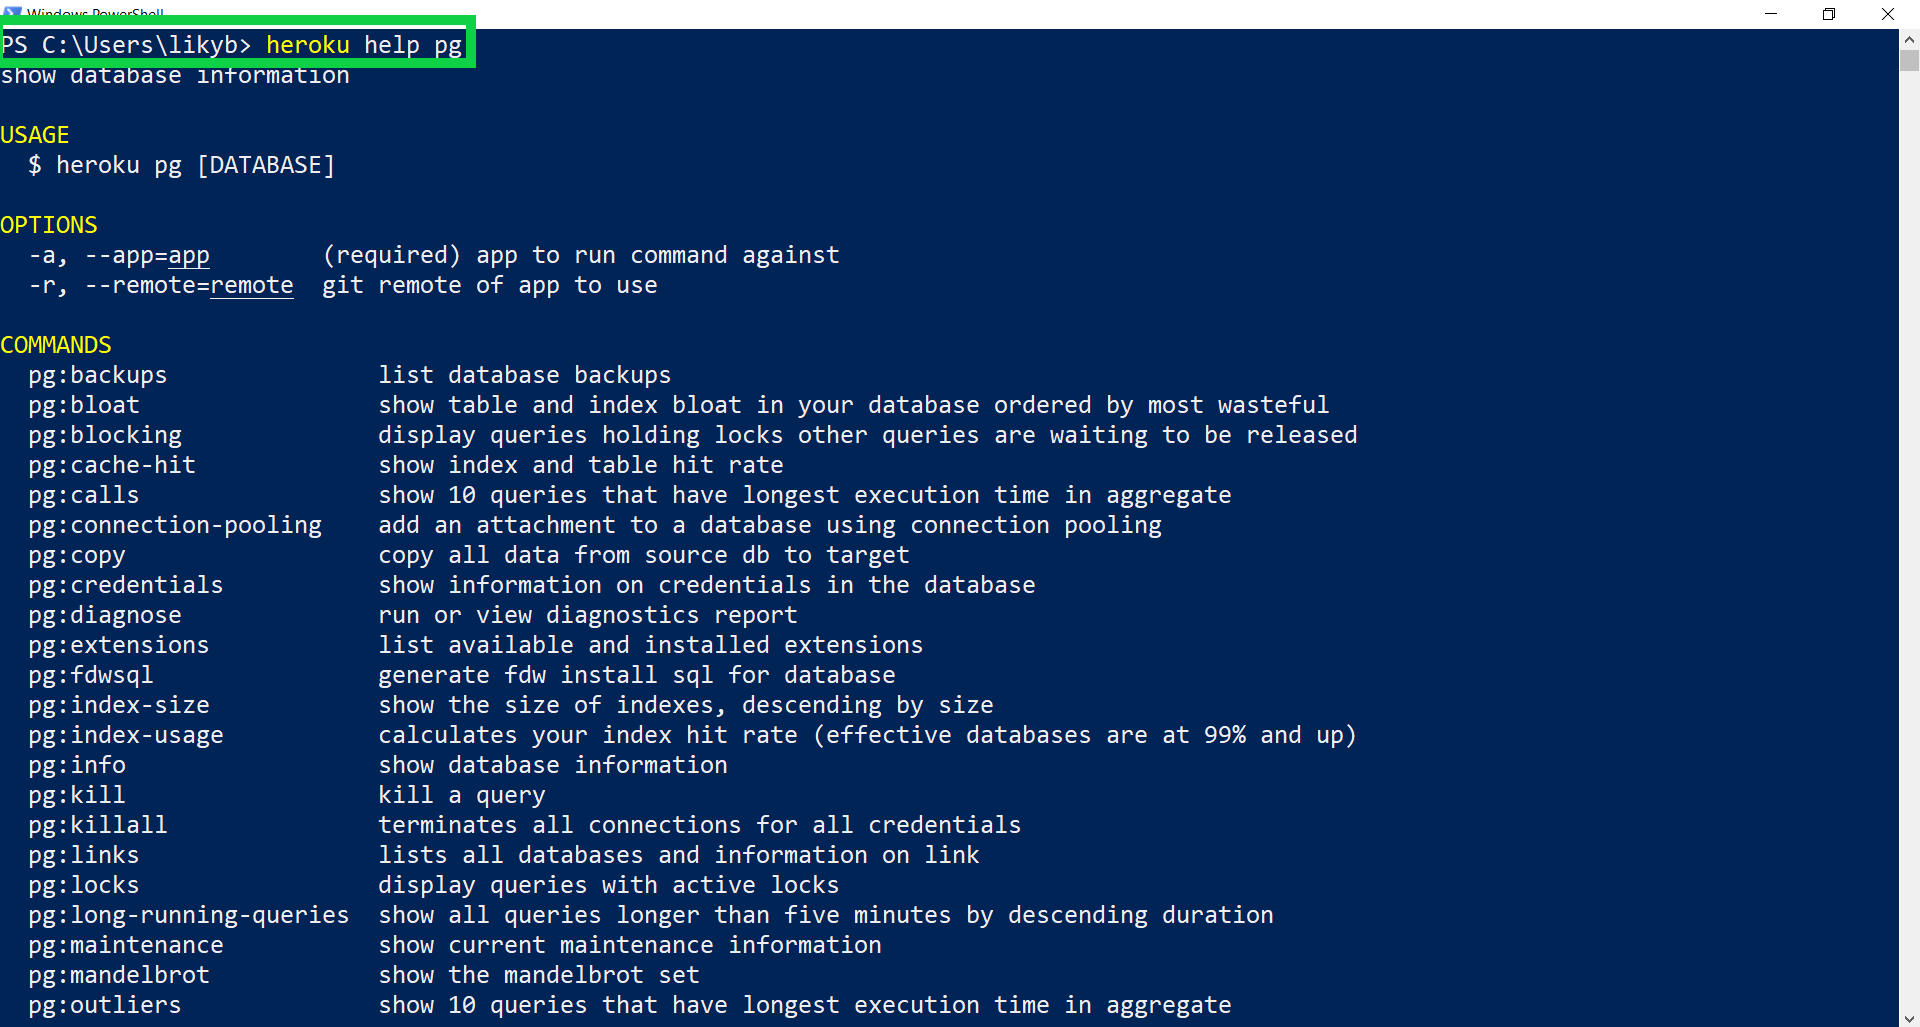 Windows PowerShell
PS C:\Users\likyb> heroku help pg
show database information
USAGE
$ heroku pg [DATABASE]
OPTIONS
-a, --app=app (required) app to run command against
-r, --remote=remote git remote of app to use
COMMANDS
pg:backups list database backups
pg:bloat show table and index bloat in your database ordered by most wasteful
pg:blocking display queries holding locks other queries are waiting to be released
pg:cache-hit show index and table hit rate
pg:calls show 10 queries that have longest execution time in aggregate
pg:connection-pooling add an attachment to a database using connection pooling
pg:copy copy all data from source db to target
pg:credentials show information on credentials in the database
pg:diagnose run or view diagnostics report
pg:extensions list available and installed extensions
pg:fdwsql generate fdw install sql for database
pg:index-size show the size of indexes, descending by size
pg:index-usage calculates your index hit rate (effective databases are at 99% and up)
pg:info show database information
pg:kill kill a query
pg:killall terminates all connections for all credentials
pg:links lists all databases and information on link
pg:locks display queries with active locks
pg:long-running-queries show all queries longer than five minutes by descending duration
pg:maintenance show current maintenance information
pg:mandelbrot show the mandelbrot set
pg:outliers show 10 queries that have longest execution time in aggregate